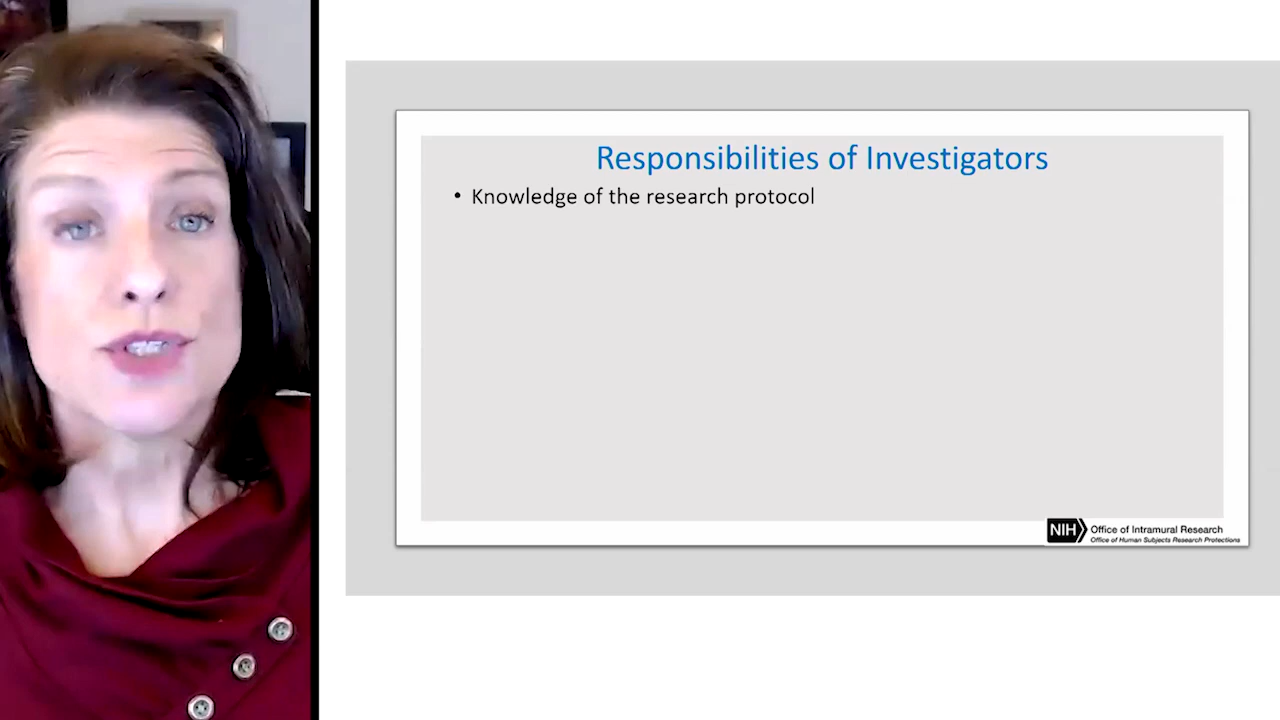 Responsibilities of Investigators
• Knowledge of the research protocol
NIH Office of Intramural Research
Office of Human Subjects Research Protections